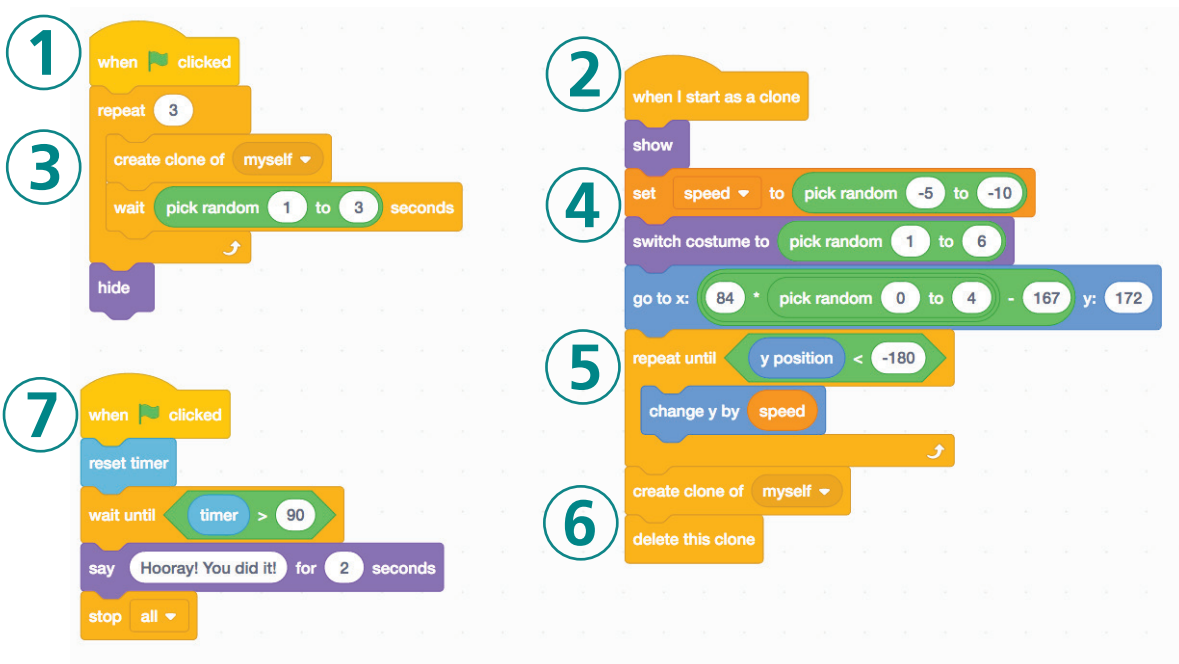 1
when clicked
repeat 3
3
create clone of myself
wait pick random 1 to 3 seconds
hide
2
when I start as a clone
show
4
set speed to pick random -5 to -10
switch costume to pick random 1 to 6
go to x: 84 * pick random 0 to 4 - 167 y: 172
5
repeat until y position < -180
change y by speed
6
create clone of myself
delete this clone
7
when clicked
reset timer
wait until timer > 90
say Hooray! You did it! for 2 seconds
stop all